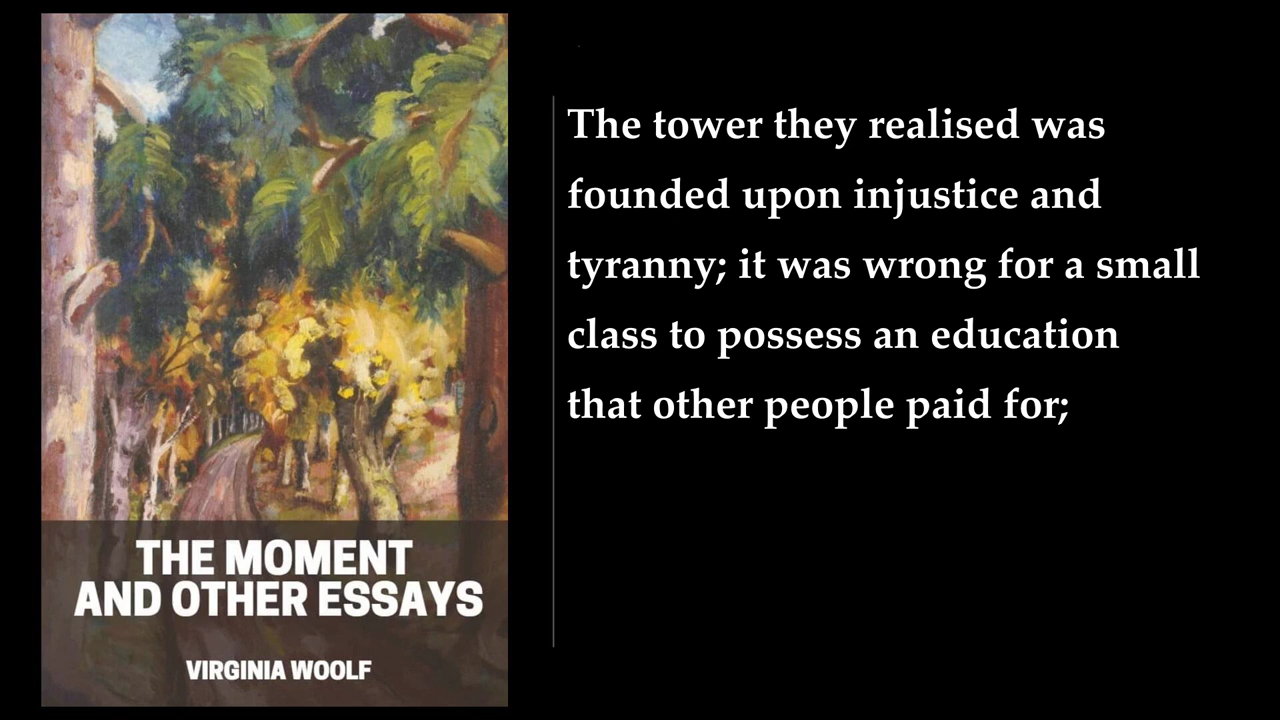 The tower they realised was
founded upon injustice and
tyranny; it was wrong for a small
class to possess an education
that other people paid for;
THE MOMENT
AND OTHER ESSAYS
VIRGINIA WOOLF